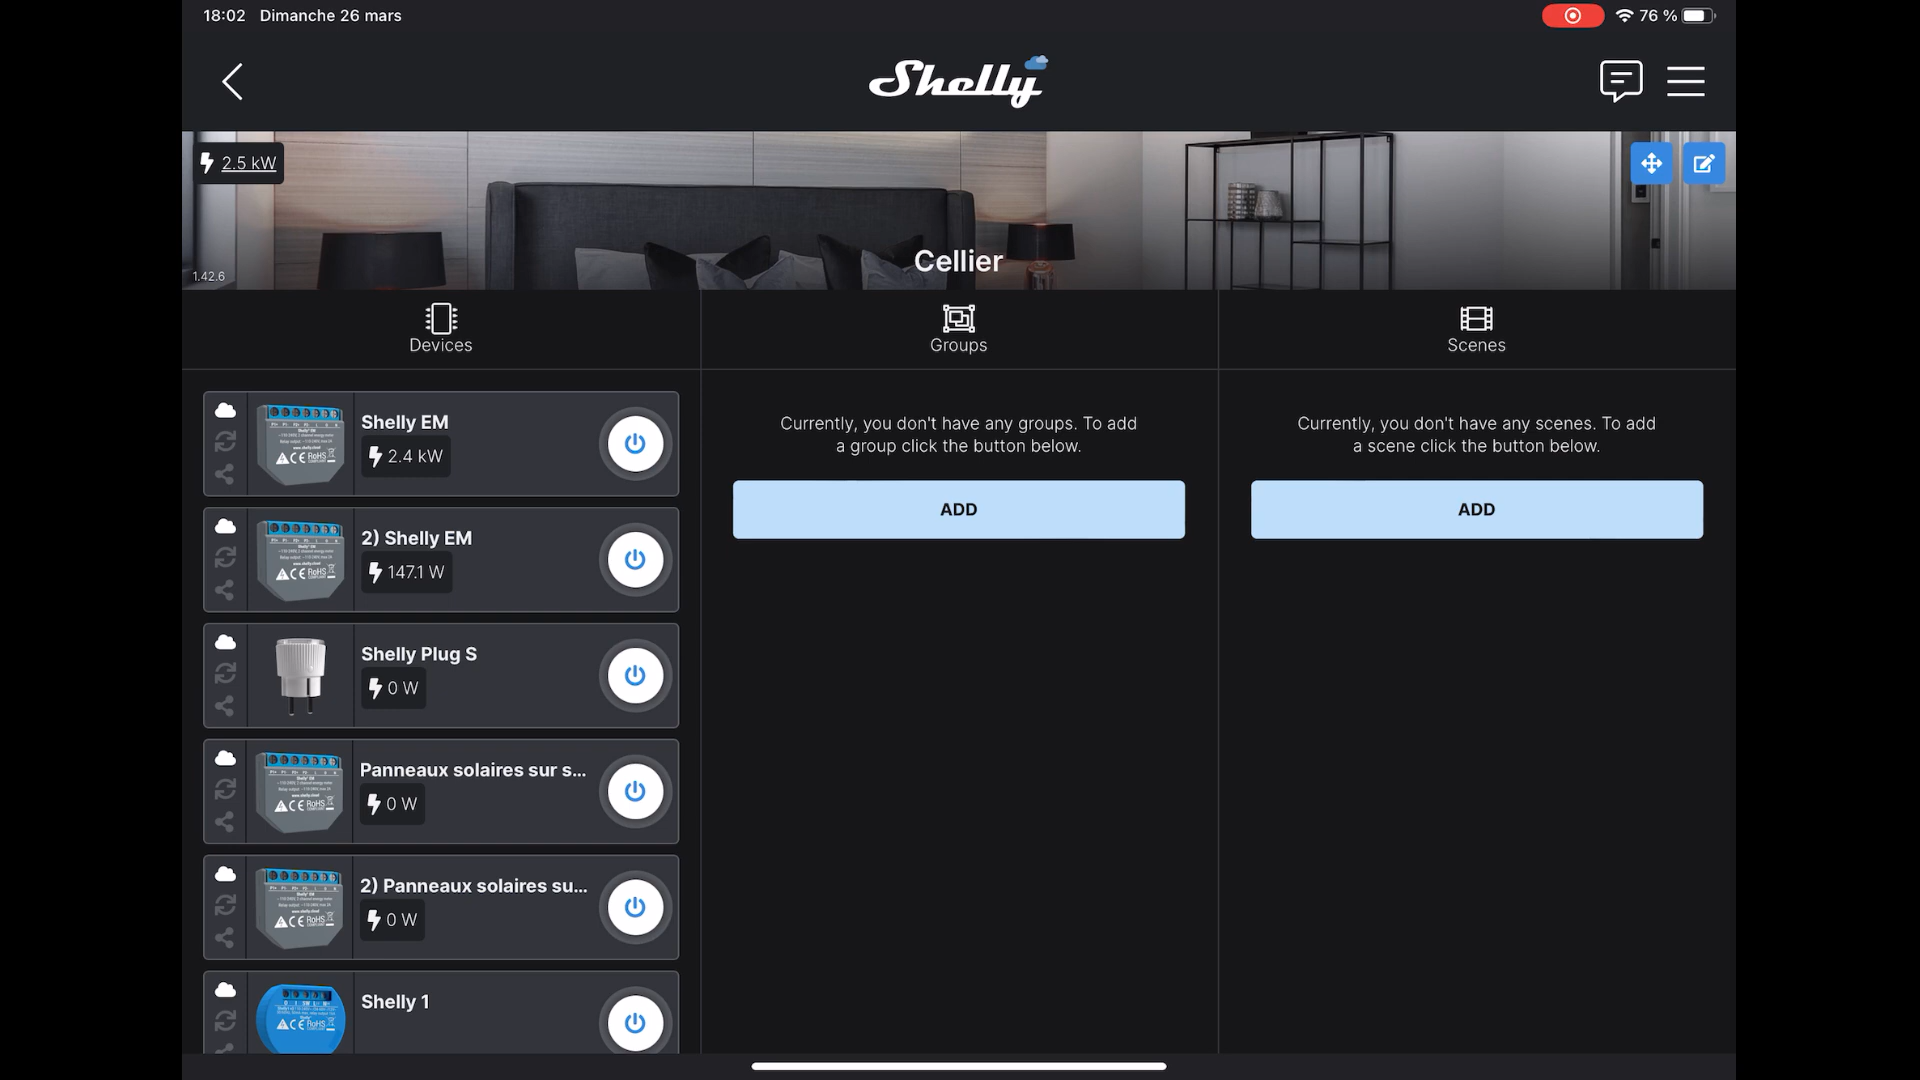 18:02 Dimanche 26 mars
76 %
Shelly
2.5 kW
Cellier
1.42.6
Devices
Groups
Scenes
Shelly EM
2.4 kW
2) Shelly EM
147.1 W
Shelly Plug S
0 W
Panneaux solaires sur s...
0 W
2) Panneaux solaires su...
0 W
Shelly 1
Currently, you don't have any groups. To add
a group click the button below.
ADD
Currently, you don't have any scenes. To add
a scene click the button below.
ADD